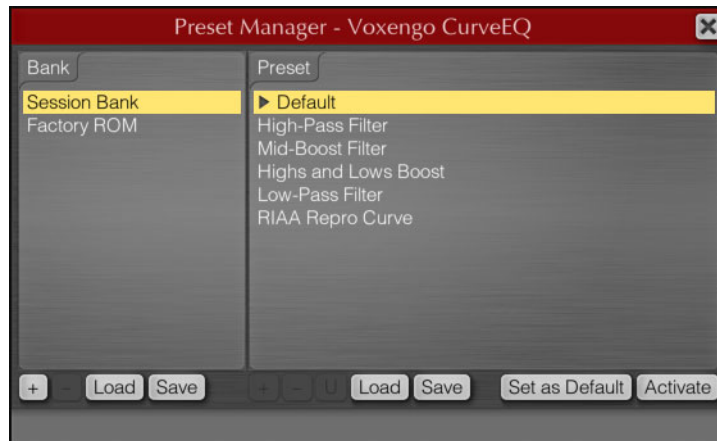 Preset Manager - Voxengo CurveEQ
Bank
Preset
Session Bank
Factory ROM
Default
High-Pass Filter
Mid-Boost Filter
Highs and Lows Boost
Low-Pass Filter
RIAA Repro Curve
+ - Load Save + - U Load Save Set as Default Activate